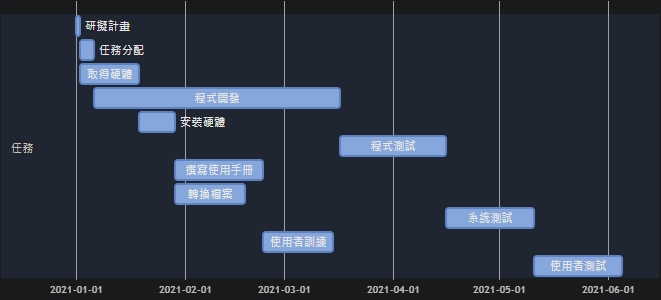 研擬計畫
任務分配
取得硬體
程式開發
安裝硬體
任務
程式測試
撰寫使用手冊
轉換檔案
系統測試
使用者訓練
使用者測試
2021-01-01 2021-02-01 2021-03-01 2021-04-01 2021-05-01 2021-06-01